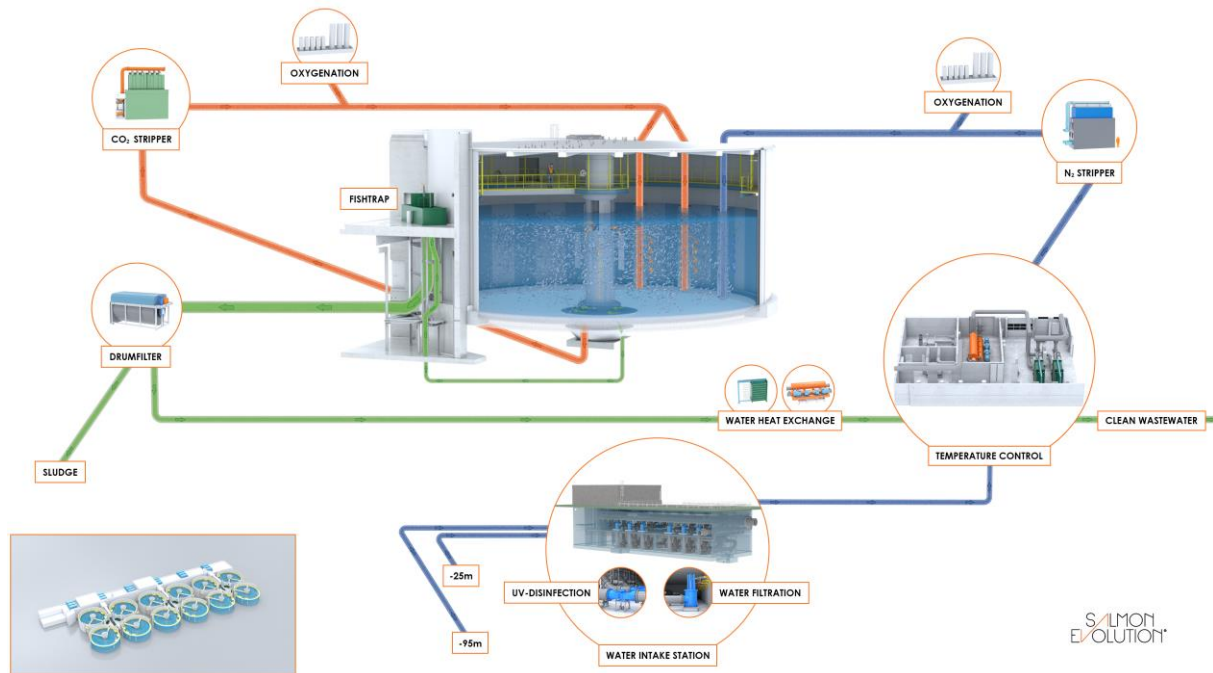 OXYGENATION
OXYGENATION
CO₂ STRIPPER
N₂ STRIPPER
FISHTRAP
DRUMFILTER
WATER HEAT EXCHANGE
CLEAN WASTEWATER
TEMPERATURE CONTROL
SLUDGE
-25m
UV-DISINFECTION
WATER FILTRATION
-95m
WATER INTAKE STATION
SALMON
EVOLUTION